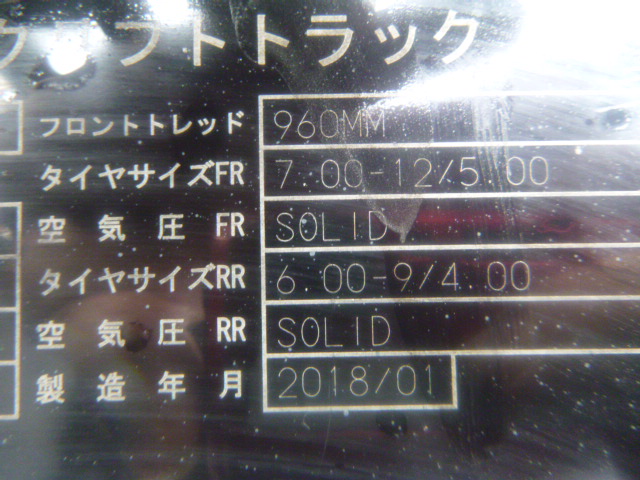 フトトラック
フロントトレッド 960MM
タイヤサイズFR 7.00-12/5.00
空気圧 FR SOLID
タイヤサイズRR 6.00-9/4.00
空気圧 RR SOLID
製造年月 2018/01